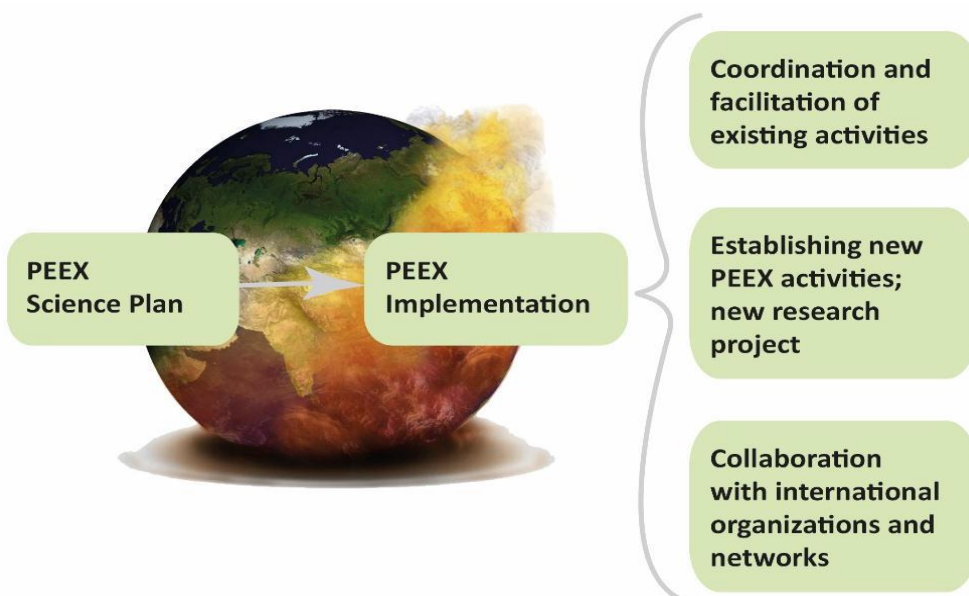 PEEX
Science Plan
PEEX
Implementation
Coordination and
facilitation of
existing activities
Establishing new
PEEX activities;
new research
project
Collaboration
with international
organizations and
networks